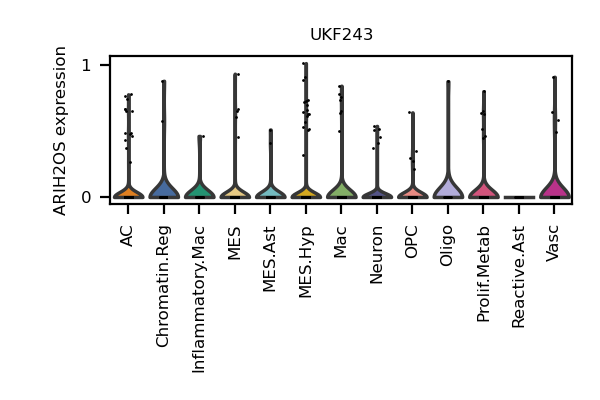 UKF243
ARIH2OS expression
1
0
AC
Chromatin.Reg
Inflammatory.Mac
MES
MES.Ast
MES.Hyp
Mac
Neuron
OPC
Oligo
Prolif.Metab
Reactive.Ast
Vasc